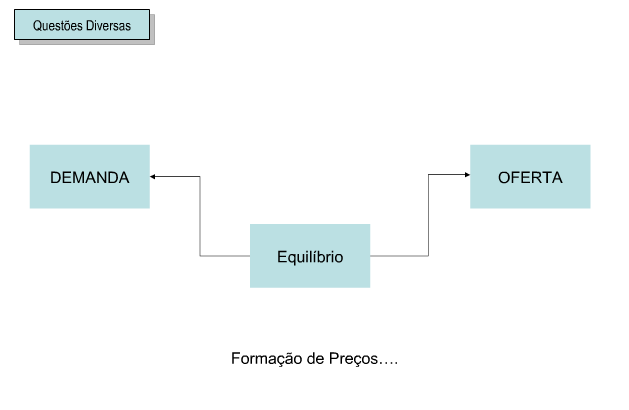 Questões Diversas
DEMANDA
OFERTA
Equilíbrio
Formação de Preços….